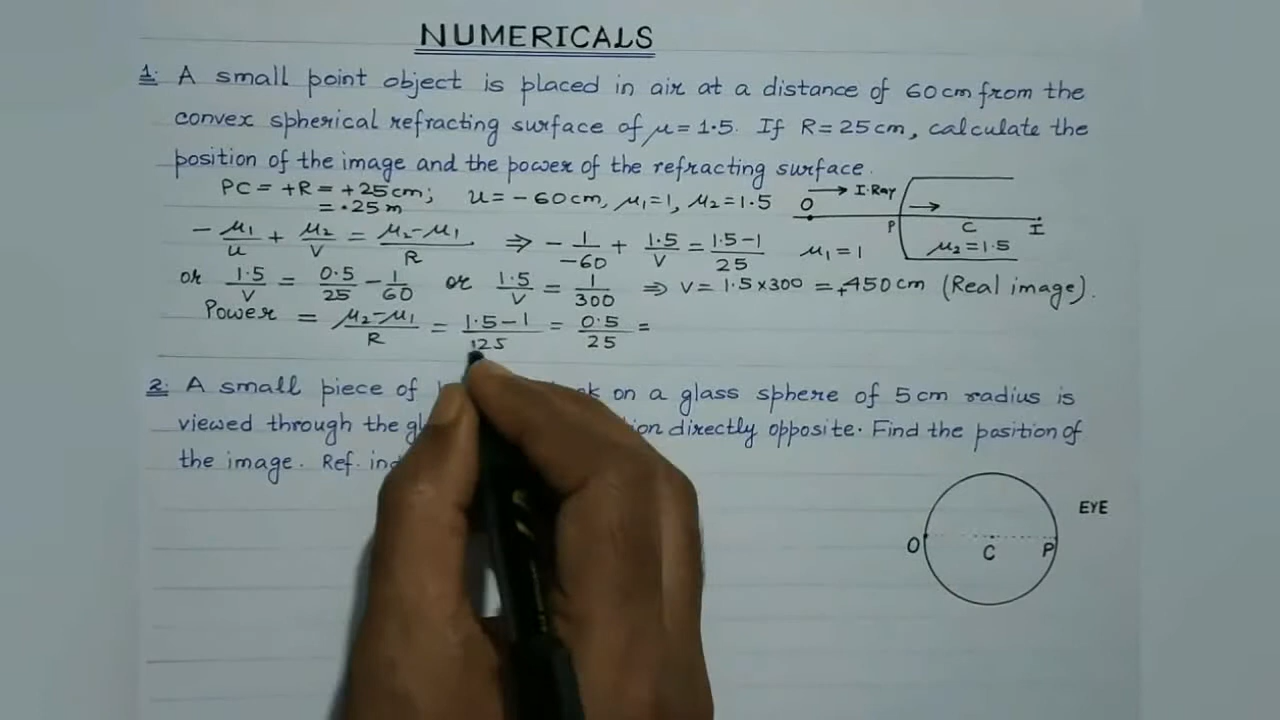 NUMERICALS
1. A small point object is placed in air at a distance of 60cm from the
convex spherical refracting surface of μ = 1.5. If R = 25 cm, calculate the
position of the image and the power of the refracting surface.
PC = +R = +25 cm; u = -60 cm, μ₁ = 1, μ₂ = 1.5
= .25 m
O I. Ray P C I
-μ₁/u + μ₂/v = (μ₂-μ₁)/R ⇒ -1/-60 + 1.5/v = (1.5-1)/25 μ₁ = 1 μ₂ = 1.5
or 1.5/v = 0.5/25 - 1/60 or 1.5/v = 1/300 ⇒ v = 1.5×300 = +450 cm (Real image).
Power = (μ₂-μ₁)/R = (1.5-1)/.25 = 0.5/25 =
2. A small piece of on a glass sphere of 5 cm radius is
viewed through the directly opposite. Find the position of
the image. Ref.
EYE
O C P